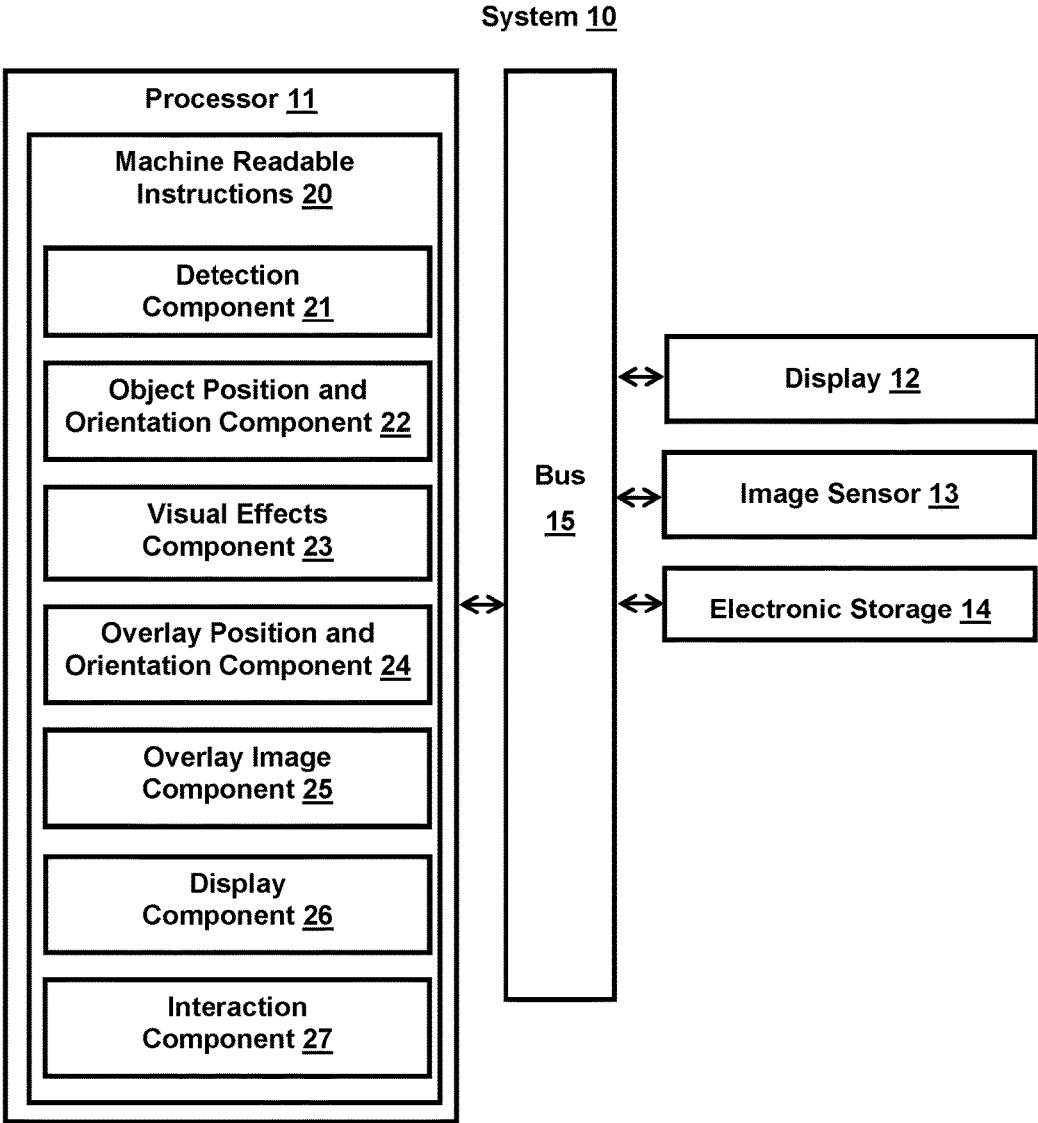 System 10
Processor 11
Machine Readable
Instructions 20
Detection
Component 21
Object Position and
Orientation Component 22
Visual Effects
Component 23
Overlay Position and
Orientation Component 24
Overlay Image
Component 25
Display
Component 26
Interaction
Component 27
Bus
15
Display 12
Image Sensor 13
Electronic Storage 14